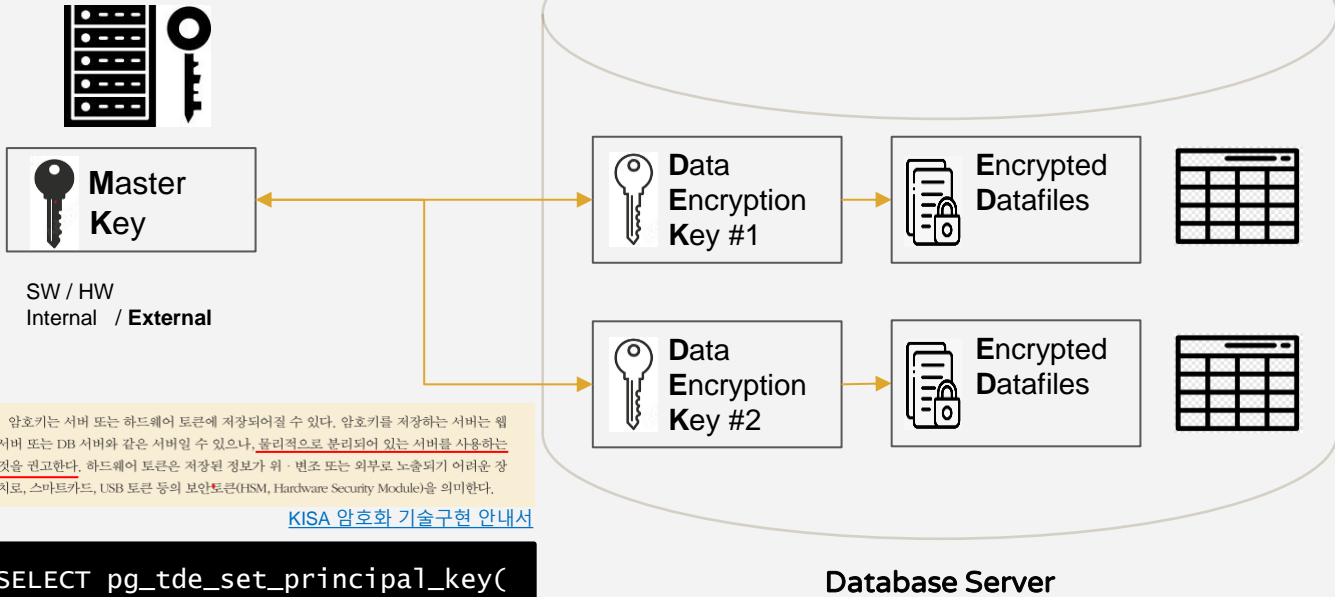 Master
Key
SW / HW
Internal / External
Data
Encryption
Key #1
Encrypted
Datafiles
Data
Encryption
Key #2
Encrypted
Datafiles
암호키는 서버 또는 하드웨어 토큰에 저장되어질 수 있다. 암호키를 저장하는 서버는 웹
서버 또는 DB 서버와 같은 서버일 수 있으나, 물리적으로 분리되어 있는 서버를 사용하는
것을 권고한다. 하드웨어 토큰은 저장된 정보가 위 · 변조 또는 외부로 노출되기 어려운 장
치로, 스마트카드, USB 토큰 등의 보안토큰(HSM, Hardware Security Module)을 의미한다.
KISA 암호화 기술구현 안내서
SELECT pg_tde_set_principal_key(
Database Server